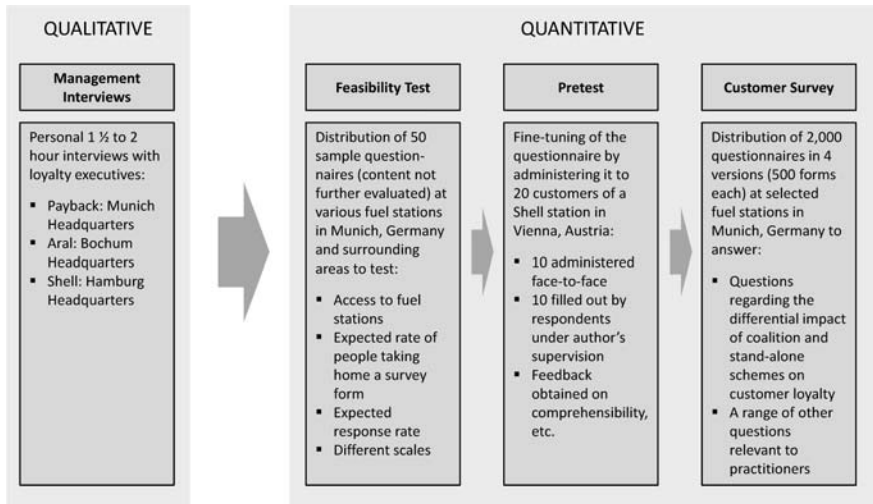 QUALITATIVE
Management
Interviews
Personal 1 ½ to 2
hour interviews with
loyalty executives:
▪ Payback: Munich
Headquarters
▪ Aral: Bochum
Headquarters
▪ Shell: Hamburg
Headquarters
QUANTITATIVE
Feasibility Test
Distribution of 50
sample question-
naires (content not
further evaluated) at
various fuel stations
in Munich, Germany
and surrounding
areas to test:
▪ Access to fuel
stations
▪ Expected rate of
people taking
home a survey
form
▪ Expected
response rate
▪ Different scales
Pretest
Fine-tuning of the
questionnaire by
administering it to
20 customers of a
Shell station in
Vienna, Austria:
▪ 10 administered
face-to-face
▪ 10 filled out by
respondents
under author’s
supervision
▪ Feedback
obtained on
comprehensibility,
etc.
Customer Survey
Distribution of 2,000
questionnaires in 4
versions (500 forms
each) at selected
fuel stations in
Munich, Germany to
answer:
▪ Questions
regarding the
differential impact
of coalition and
stand-alone
schemes on
customer loyalty
▪ A range of other
questions
relevant to
practitioners